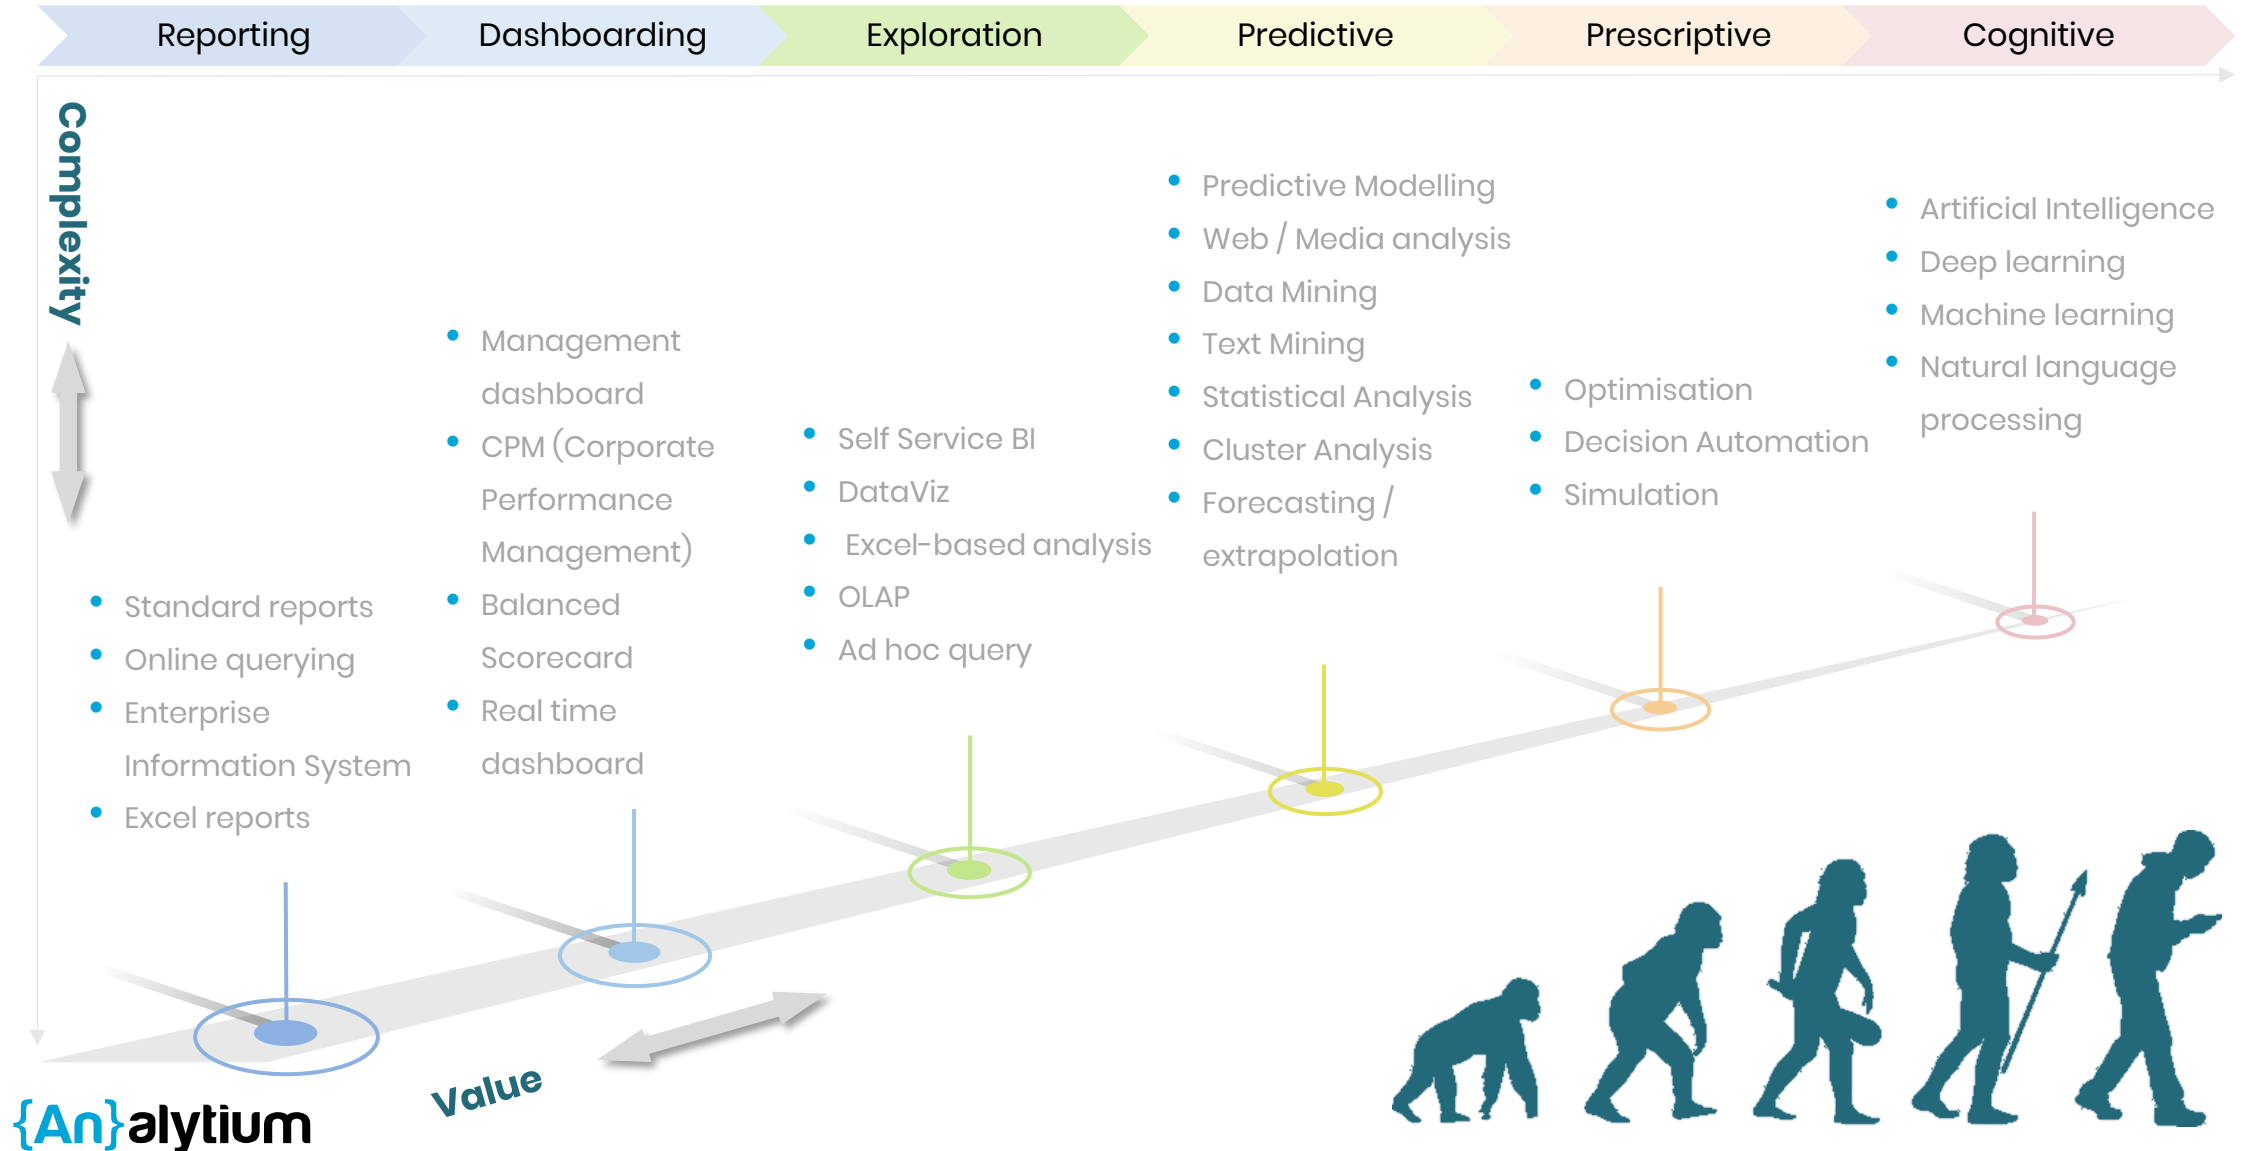 Reporting
Dashboarding
Exploration
Predictive
Prescriptive
Cognitive
Complexity
Standard reports
Online querying
Enterprise
Information System
Excel reports
Management
dashboard
CPM (Corporate
Performance
Management)
Balanced
Scorecard
Real time
dashboard
Self Service BI
DataViz
Excel-based analysis
OLAP
Ad hoc query
Predictive Modelling
Web / Media analysis
Data Mining
Text Mining
Statistical Analysis
Cluster Analysis
Forecasting /
extrapolation
Optimisation
Decision Automation
Simulation
Artificial Intelligence
Deep learning
Machine learning
Natural language
processing
Value
{An}alytium